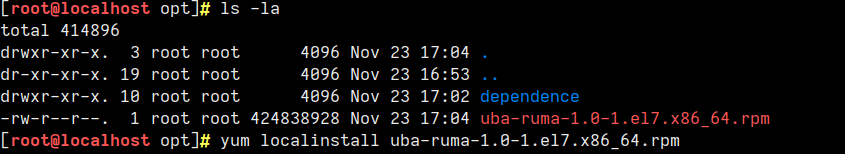 [root@localhost opt]# ls -la
total 414896
drwxr-xr-x.  3 root root      4096 Nov 23 17:04 .
dr-xr-xr-x. 19 root root      4096 Nov 23 16:53 ..
drwxr-xr-x. 10 root root      4096 Nov 23 17:02 dependence
-rw-r--r--.  1 root root 424838928 Nov 23 17:04 uba-ruma-1.0-1.el7.x86_64.rpm
[root@localhost opt]# yum localinstall uba-ruma-1.0-1.el7.x86_64.rpm